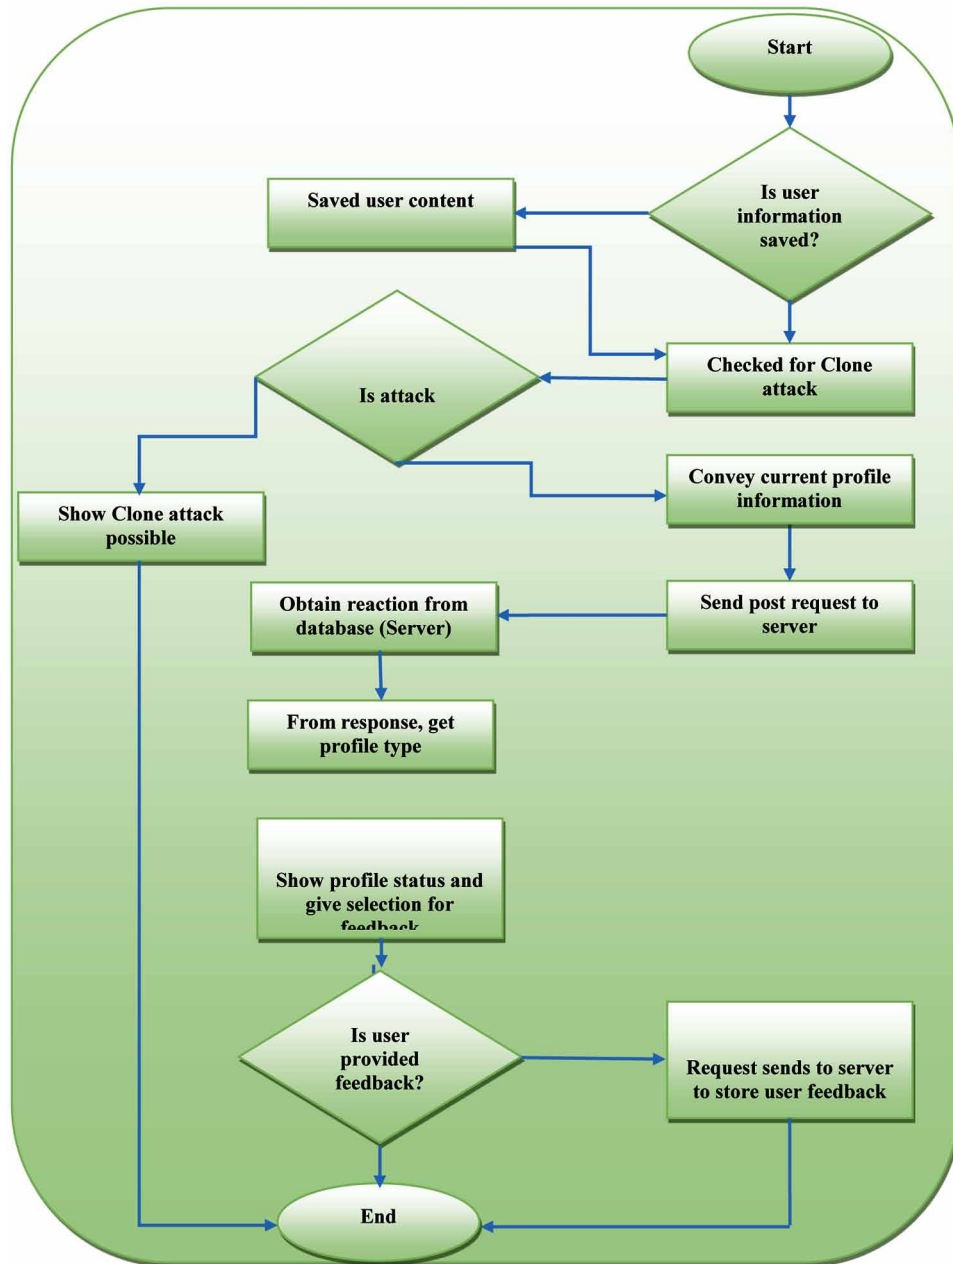 Start
Is user
information
saved?
Saved user content
Checked for Clone
attack
Is attack
Convey current profile
information
Show Clone attack
possible
Send post request to
server
Obtain reaction from
database (Server)
From response, get
profile type
Show profile status and
give selection for
feedback
Is user
provided
feedback?
Request sends to server
to store user feedback
End